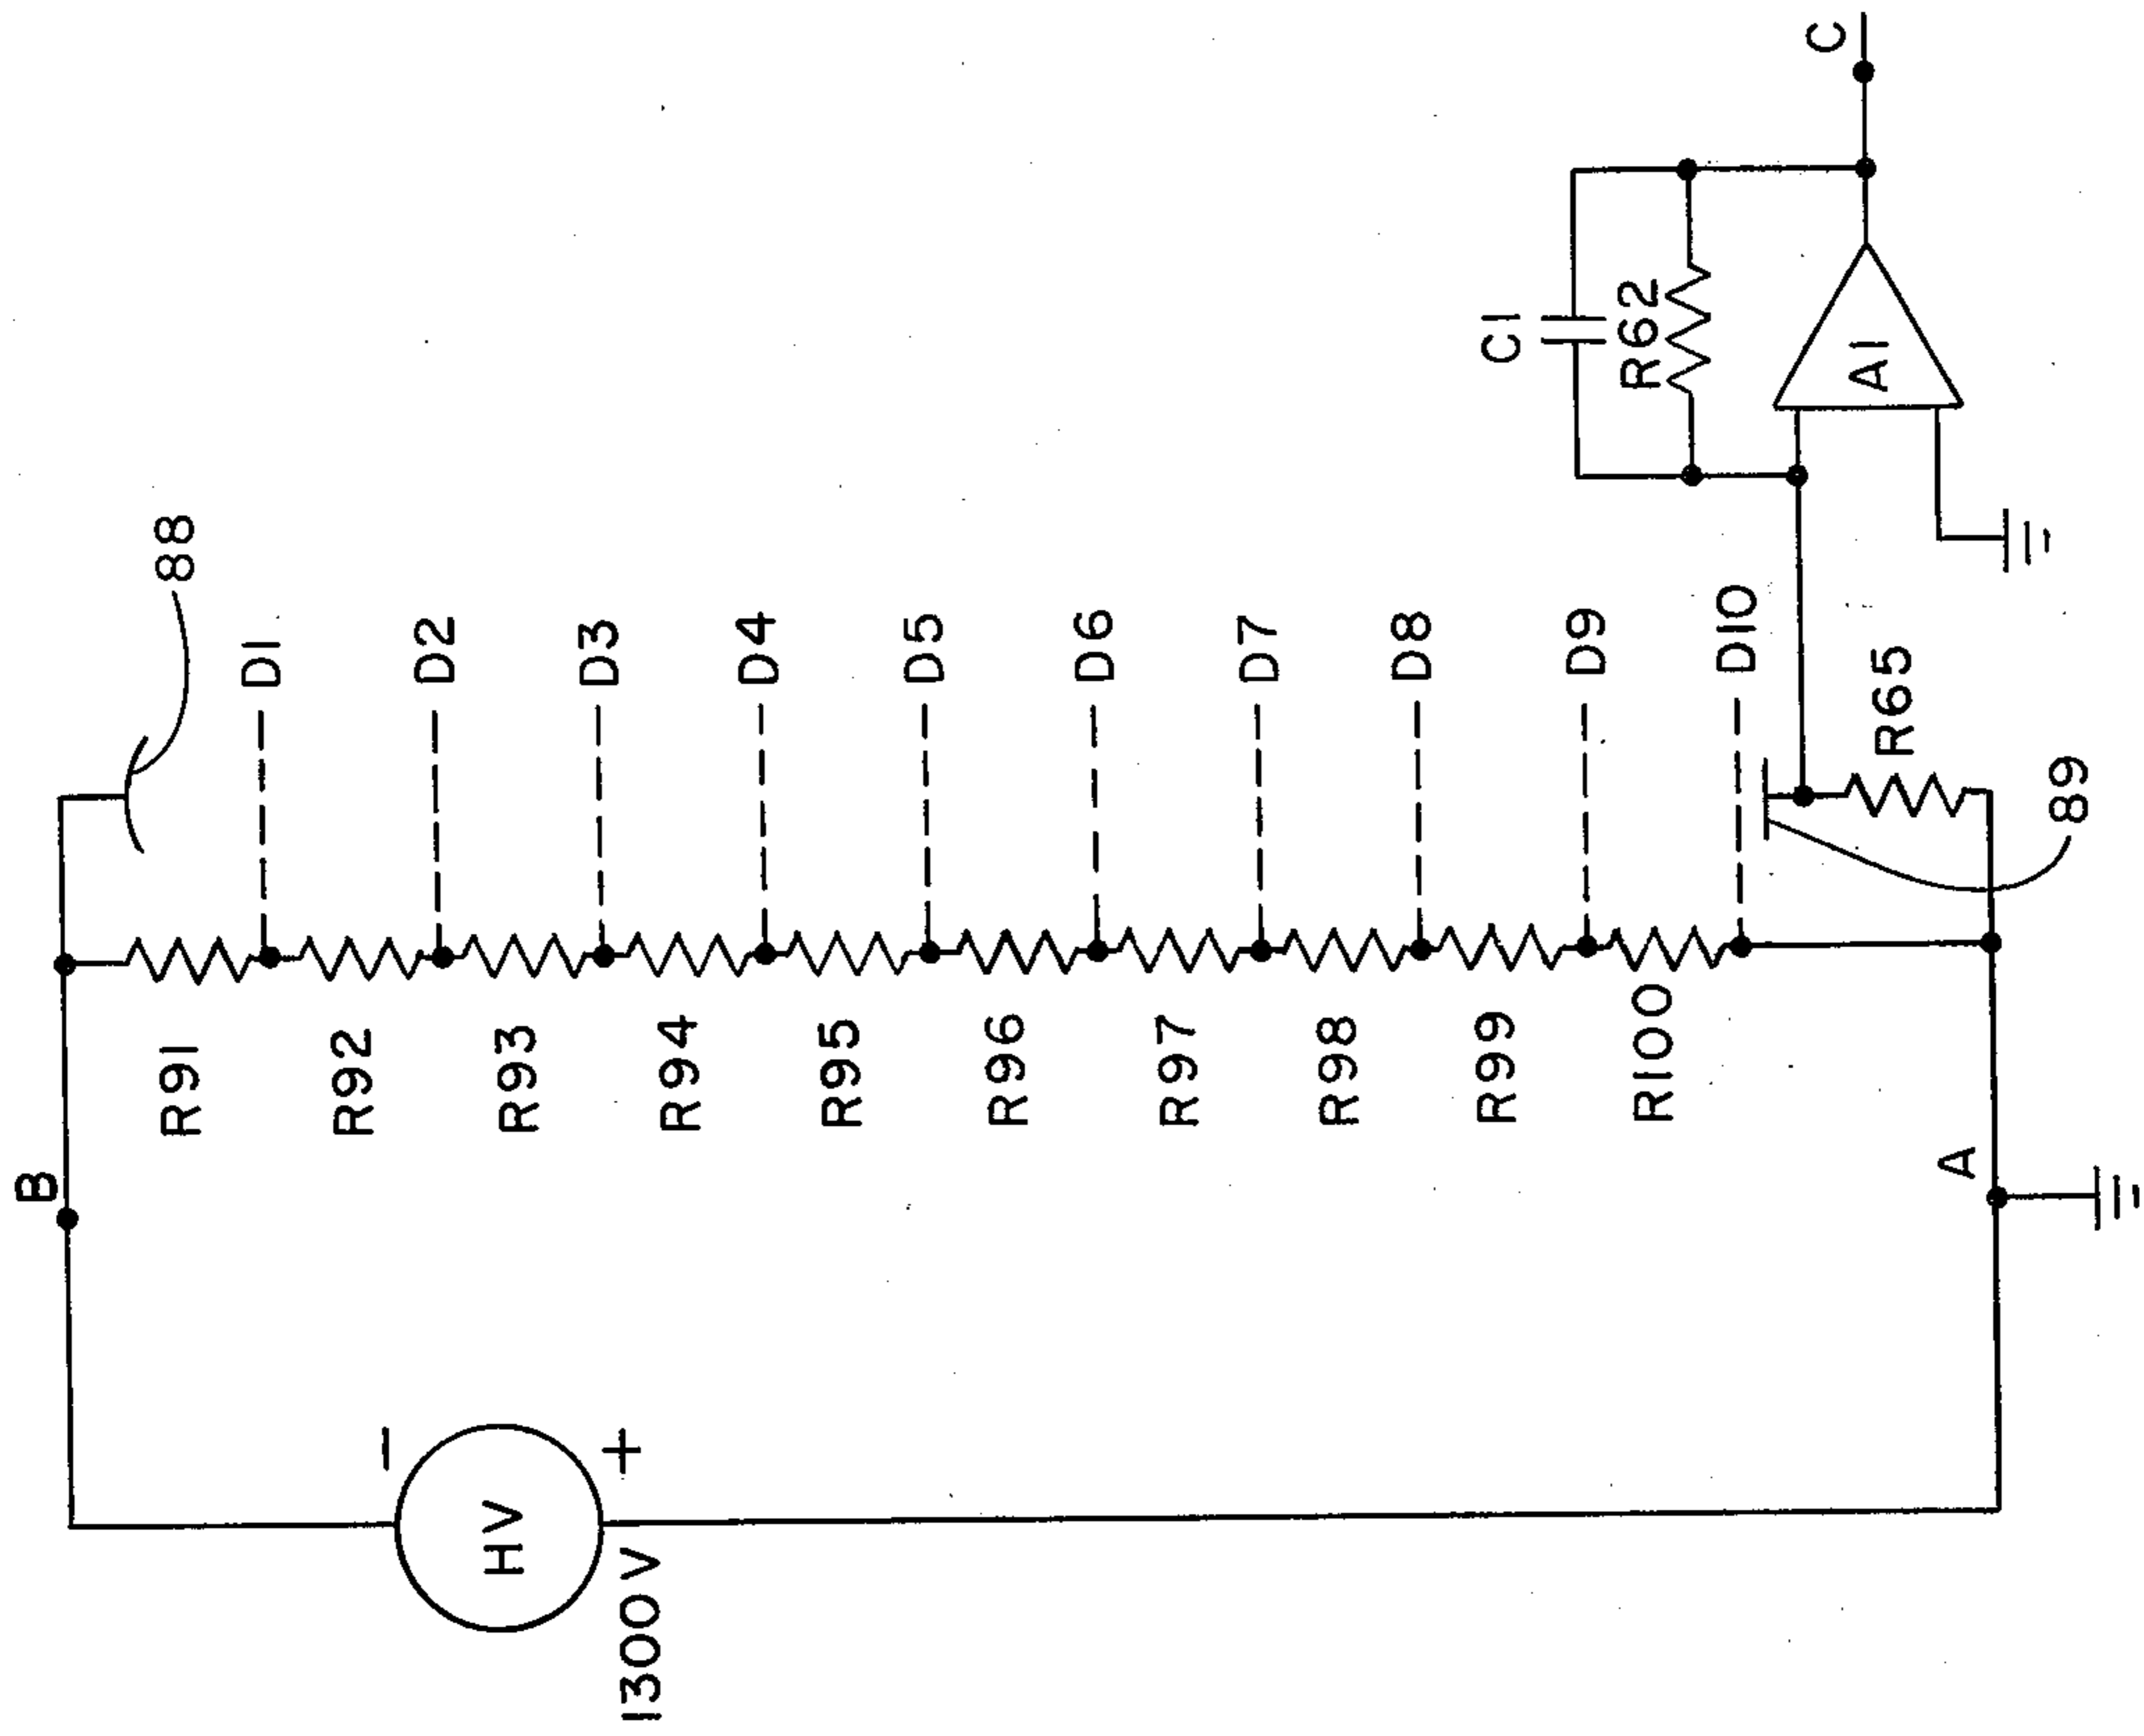 B
88
R91
D1
R92
D2
R93
D3
R94
D4
R95
D5
HV
–
+
1300V
R96
D6
R97
D7
R98
D8
R99
D9
R100
D10
C1
R62
A1
C
R65
89
A